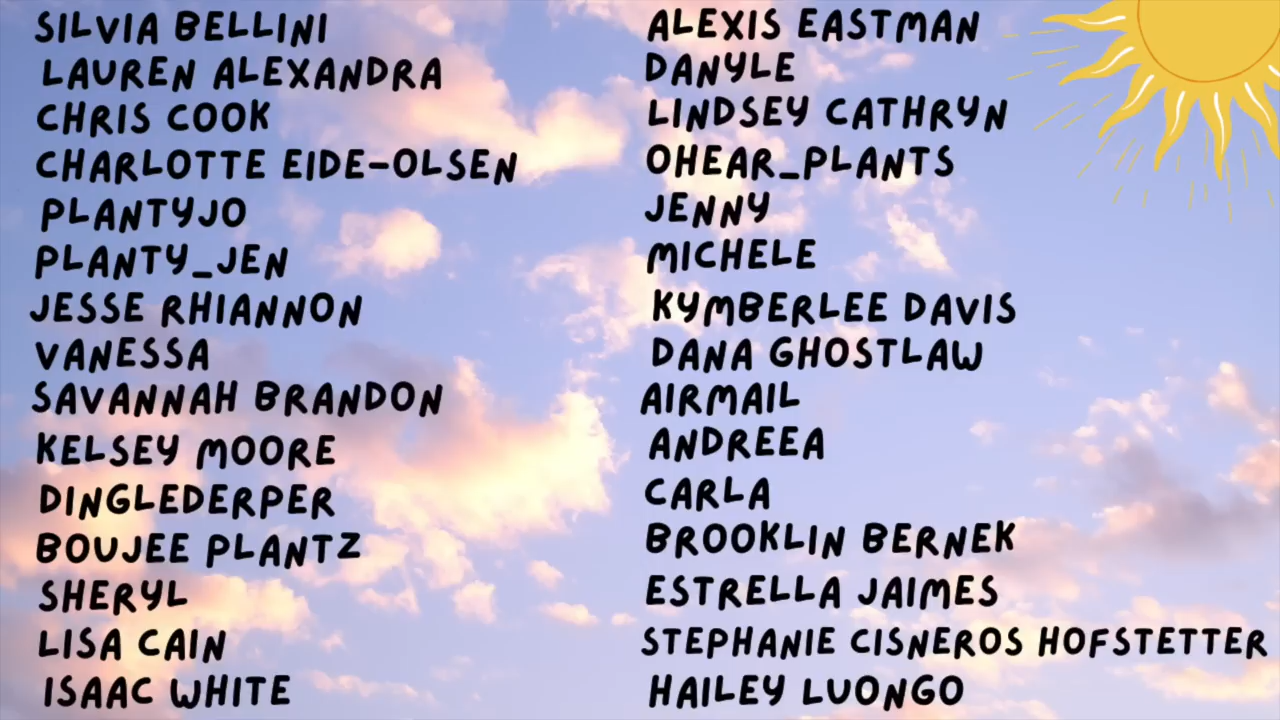 SILVIA BELLINI
LAUREN ALEXANDRA
CHRIS COOK
CHARLOTTE EIDE-OLSEN
PLANTYJO
PLANTY_JEN
JESSE RHIANNON
VANESSA
SAVANNAH BRANDON
KELSEY MOORE
DINGLEDERPER
BOUJEE PLANTZ
SHERYL
LISA CAIN
ISAAC WHITE
ALEXIS EASTMAN
DANYLE
LINDSEY CATHRYN
OHEAR_PLANTS
JENNY
MICHELE
KYMBERLEE DAVIS
DANA GHOSTLAW
AIRMAIL
ANDREEA
CARLA
BROOKLIN BERNEK
ESTRELLA JAIMES
STEPHANIE CISNEROS HOFSTETTER
HAILEY LUONGO